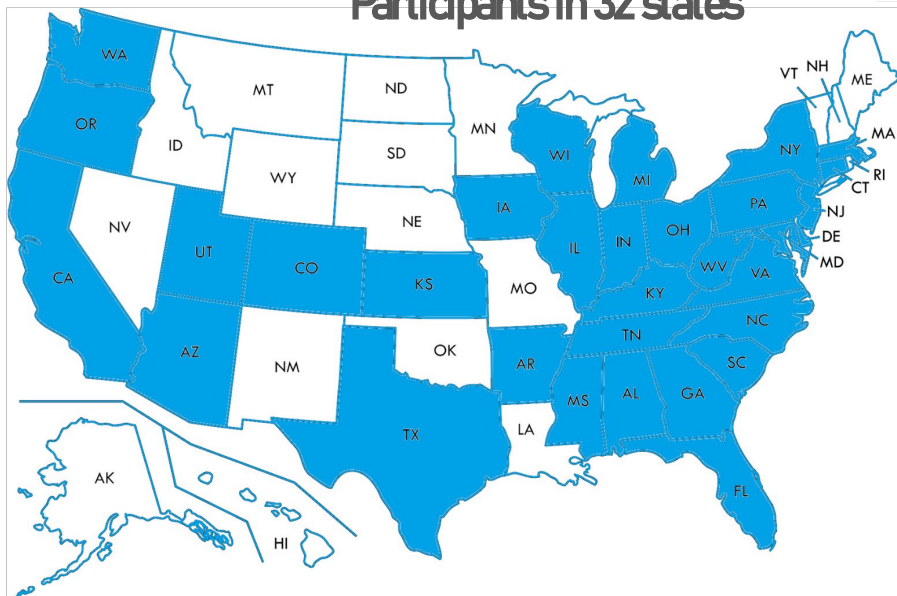 Participants in 32 states
WA
MT
ND
MN
VT
NH
ME
OR
ID
SD
WI
NY
MA
WY
MI
RI
CT
NV
NE
IA
PA
NJ
UT
CO
IL
IN
OH
DE
CA
KS
MO
WV
VA
MD
KY
AZ
NM
OK
AR
TN
NC
SC
TX
LA
MS
AL
GA
AK
HI
FL